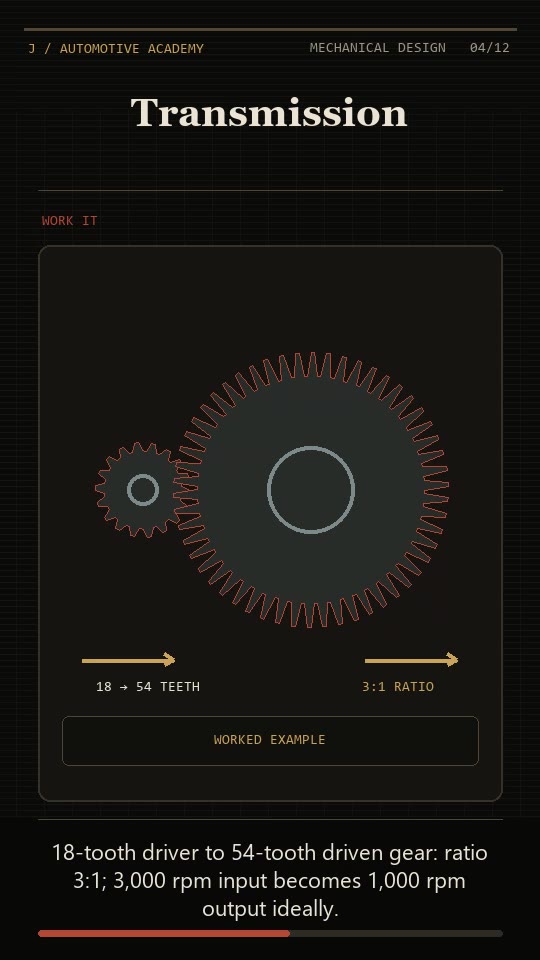 J / AUTOMOTIVE ACADEMY
MECHANICAL DESIGN 04/12
Transmission
WORK IT
18 → 54 TEETH
3:1 RATIO
WORKED EXAMPLE
18-tooth driver to 54-tooth driven gear: ratio
3:1; 3,000 rpm input becomes 1,000 rpm
output ideally.